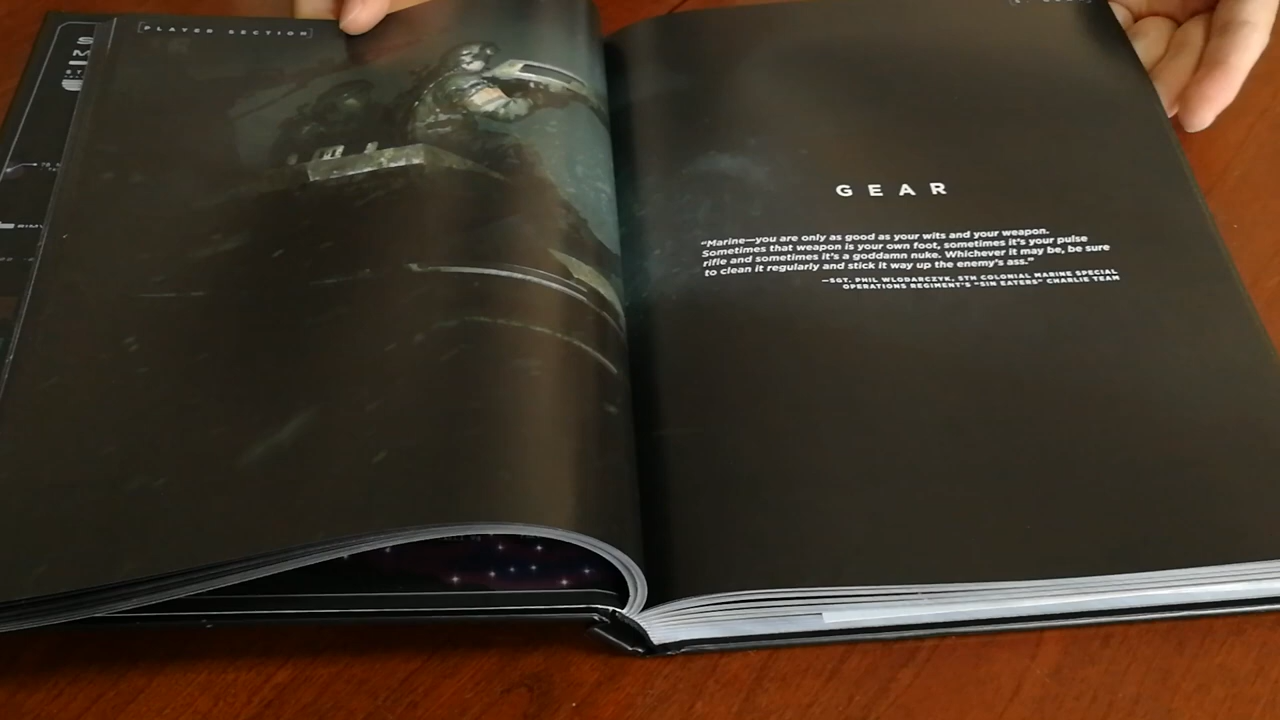 [PLAYER SECTION]
GEAR
“Marine—you are only as good as your wits and your weapon.
Sometimes that weapon is your own foot, sometimes it’s your pulse
rifle and sometimes it’s a goddamn nuke. Whichever it may be, be sure
to clean it regularly and stick it way up the enemy’s ass.”
—SGT. PHIL WLODARCZYK, 5TH COLONIAL MARINE SPECIAL
OPERATIONS REGIMENT’S “SIN EATERS” CHARLIE TEAM